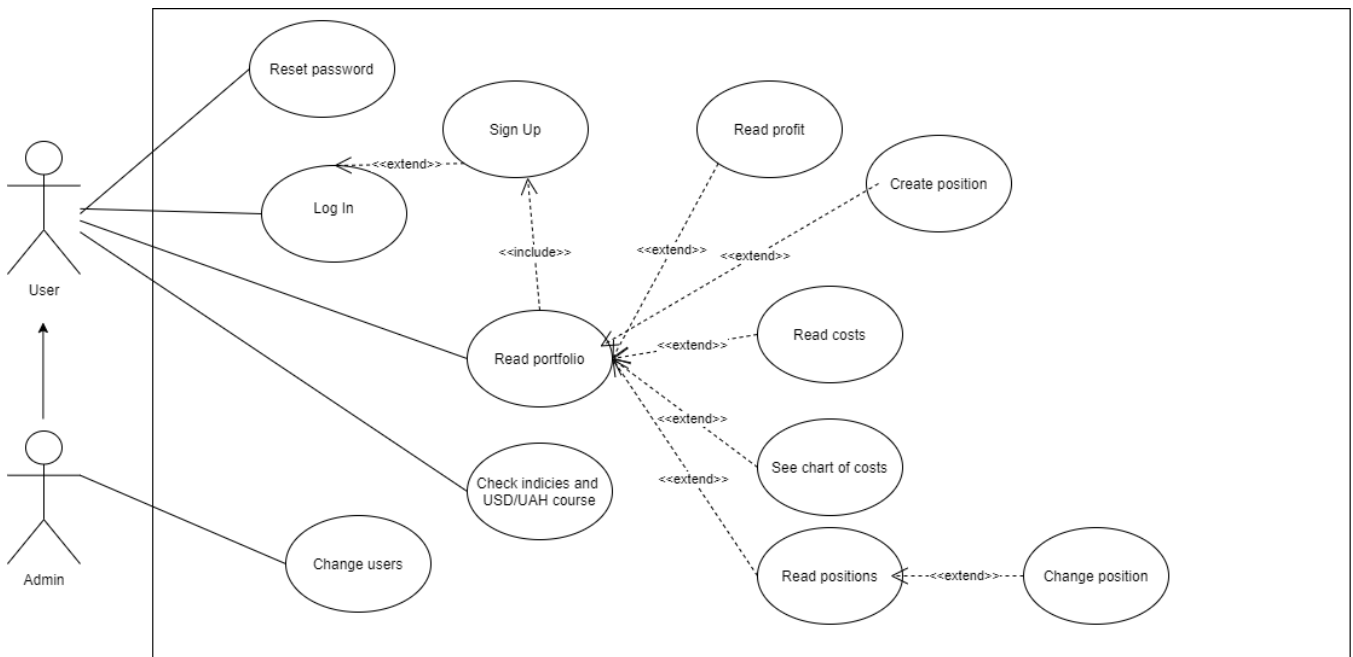 Reset password
Sign Up
Read profit
<<extend>>
Create position
Log In
<<include>>
<<extend>>
<<extend>>
User
Read portfolio
<<extend>>
Read costs
<<extend>>
See chart of costs
Check indicies and
USD/UAH course
<<extend>>
Admin
Change users
Read positions
<<extend>>
Change position